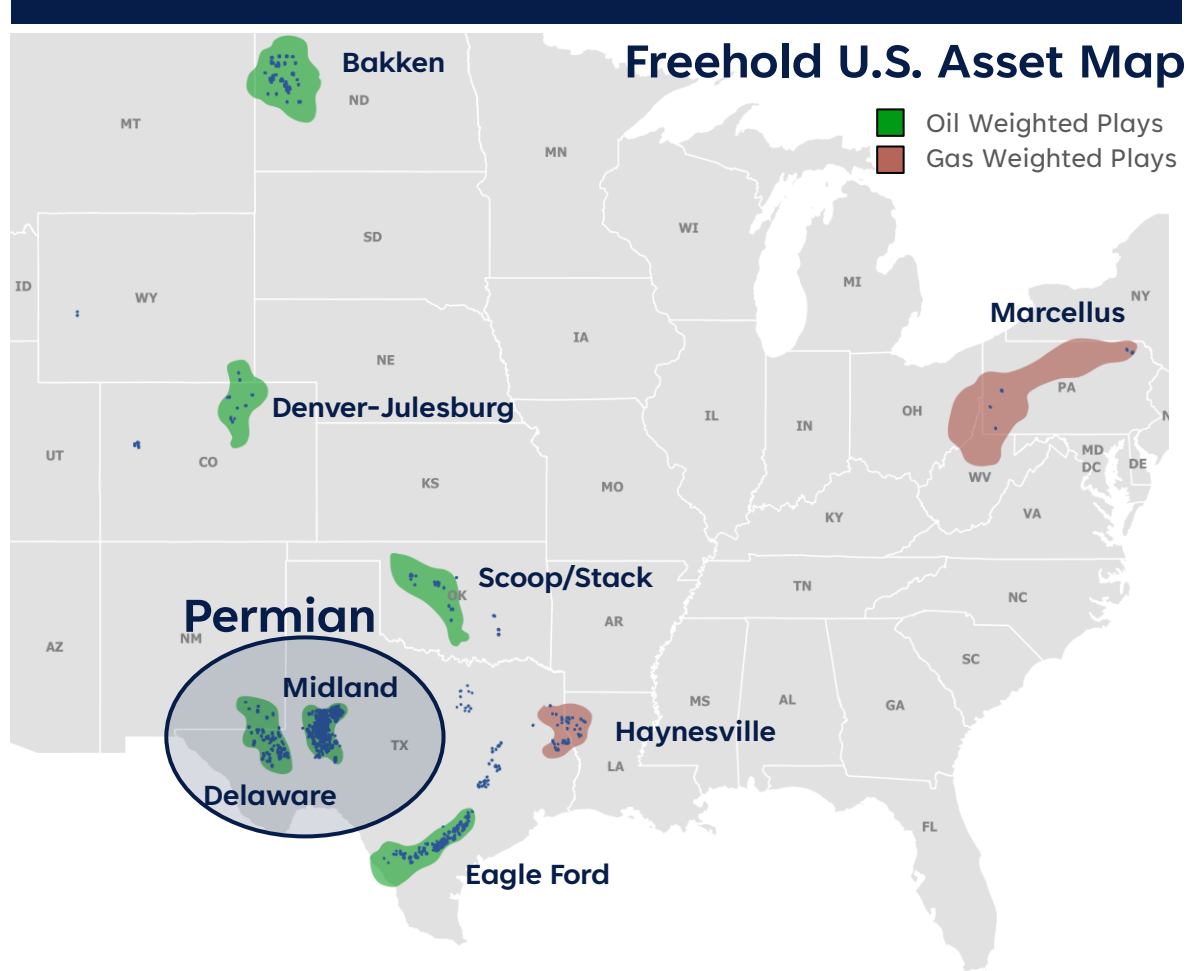 Freehold U.S. Asset Map
Oil Weighted Plays
Gas Weighted Plays
Bakken
ND
MT
MN
WI
SD
MI
ID
WY
NY
Marcellus
IA
NE
PA
Denver-Julesburg
OH
IL
IN
N
UT
CO
MD
DC
DE
KS
MO
WV
KY
VA
Scoop/Stack
OK
TN
NC
Permian
NM
AR
AZ
SC
Midland
MS
AL
GA
Haynesville
TX
LA
Delaware
FL
Eagle Ford